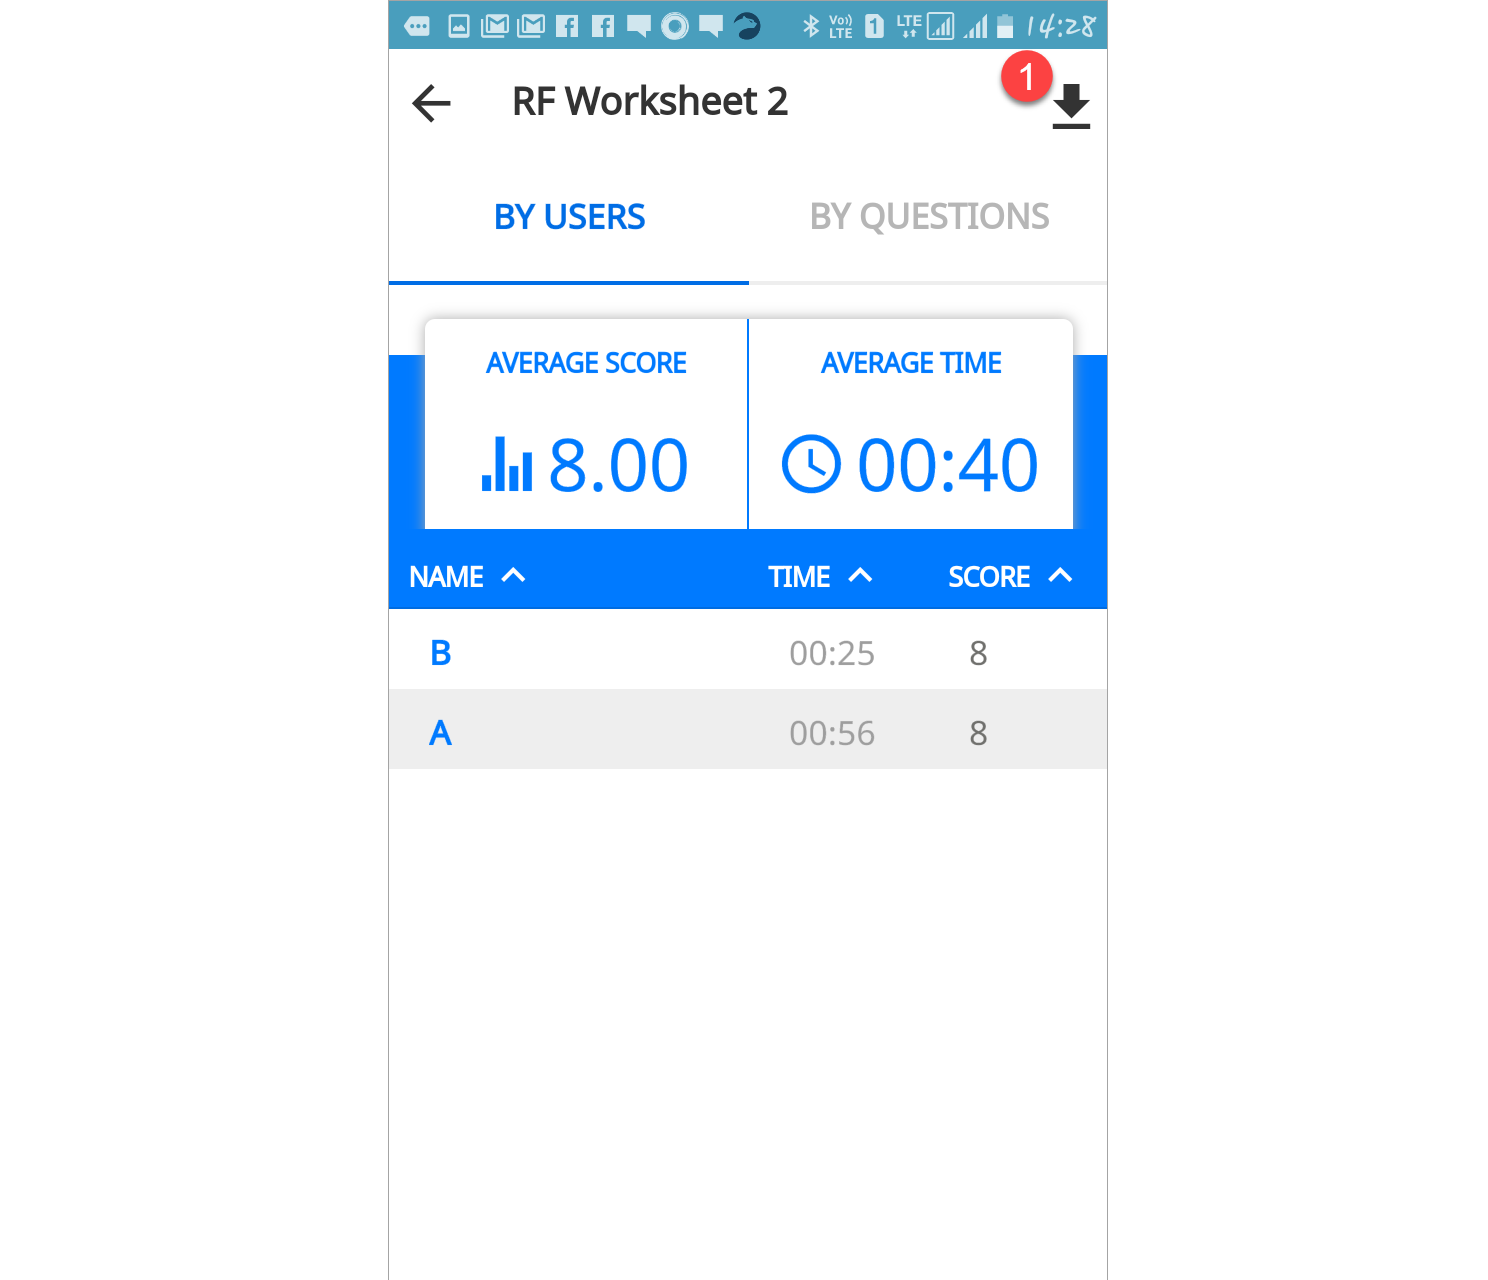 Vo)) LTE 1 LTE 14:28
RF Worksheet 2 1
BY USERS BY QUESTIONS
AVERAGE SCORE AVERAGE TIME
8.00 00:40
NAME TIME SCORE
B 00:25 8
A 00:56 8